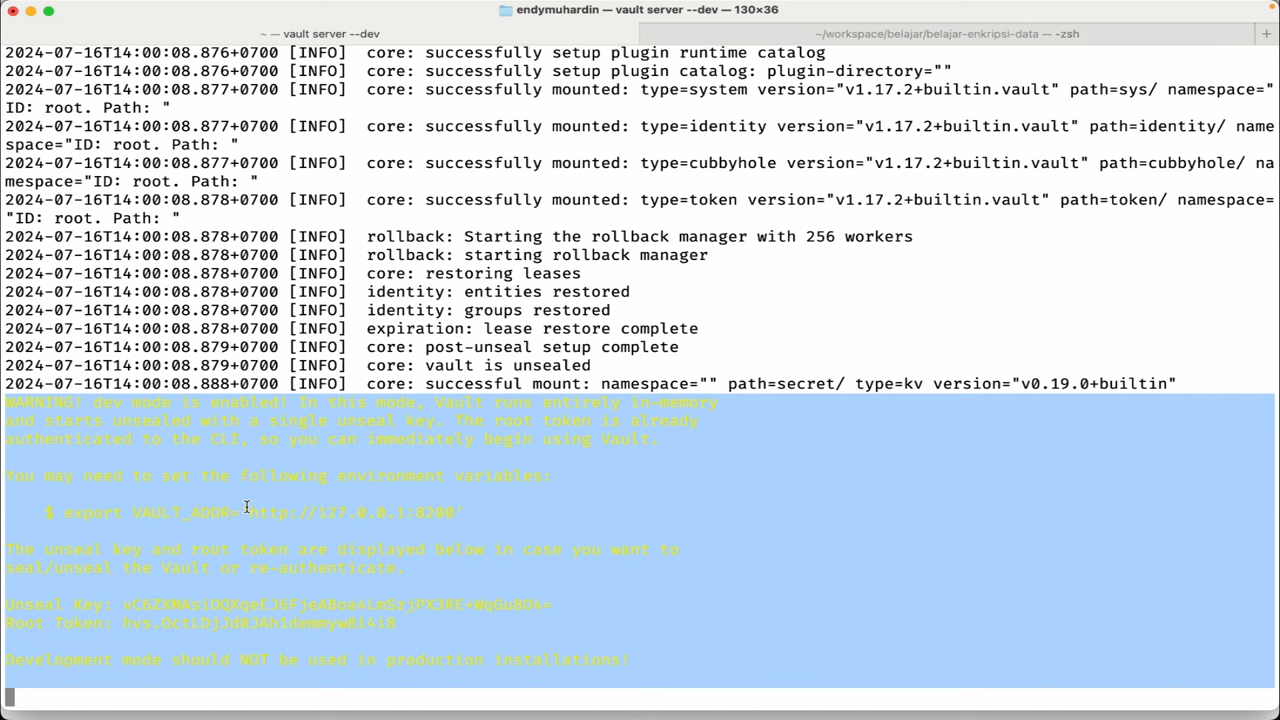 endymuhardin — vault server --dev — 130×36
~ — vault server --dev
~/workspace/belajar/belajar-enkripsi-data — -zsh
2024-07-16T14:00:08.876+0700 [INFO]  core: successfully setup plugin runtime catalog
2024-07-16T14:00:08.876+0700 [INFO]  core: successfully setup plugin catalog: plugin-directory=""
2024-07-16T14:00:08.877+0700 [INFO]  core: successfully mounted: type=system version="v1.17.2+builtin.vault" path=sys/ namespace="
ID: root. Path: "
2024-07-16T14:00:08.877+0700 [INFO]  core: successfully mounted: type=identity version="v1.17.2+builtin.vault" path=identity/ name
space="ID: root. Path: "
2024-07-16T14:00:08.877+0700 [INFO]  core: successfully mounted: type=cubbyhole version="v1.17.2+builtin.vault" path=cubbyhole/ na
mespace="ID: root. Path: "
2024-07-16T14:00:08.878+0700 [INFO]  core: successfully mounted: type=token version="v1.17.2+builtin.vault" path=token/ namespace=
"ID: root. Path: "
2024-07-16T14:00:08.878+0700 [INFO]  rollback: Starting the rollback manager with 256 workers
2024-07-16T14:00:08.878+0700 [INFO]  rollback: starting rollback manager
2024-07-16T14:00:08.878+0700 [INFO]  core: restoring leases
2024-07-16T14:00:08.878+0700 [INFO]  identity: entities restored
2024-07-16T14:00:08.878+0700 [INFO]  identity: groups restored
2024-07-16T14:00:08.878+0700 [INFO]  expiration: lease restore complete
2024-07-16T14:00:08.879+0700 [INFO]  core: post-unseal setup complete
2024-07-16T14:00:08.879+0700 [INFO]  core: vault is unsealed
2024-07-16T14:00:08.888+0700 [INFO]  core: successful mount: namespace="" path=secret/ type=kv version="v0.19.0+builtin"
WARNING! dev mode is enabled! In this mode, Vault runs entirely in-memory
and starts unsealed with a single unseal key. The root token is already
authenticated to the CLI, so you can immediately begin using Vault.
You may need to set the following environment variables:
$ export VAULT_ADDR='http://127.0.0.1:8200'
The unseal key and root token are displayed below in case you want to
seal/unseal the Vault or re-authenticate.
Unseal Key:
Root Token:
Development mode should NOT be used in production installations!